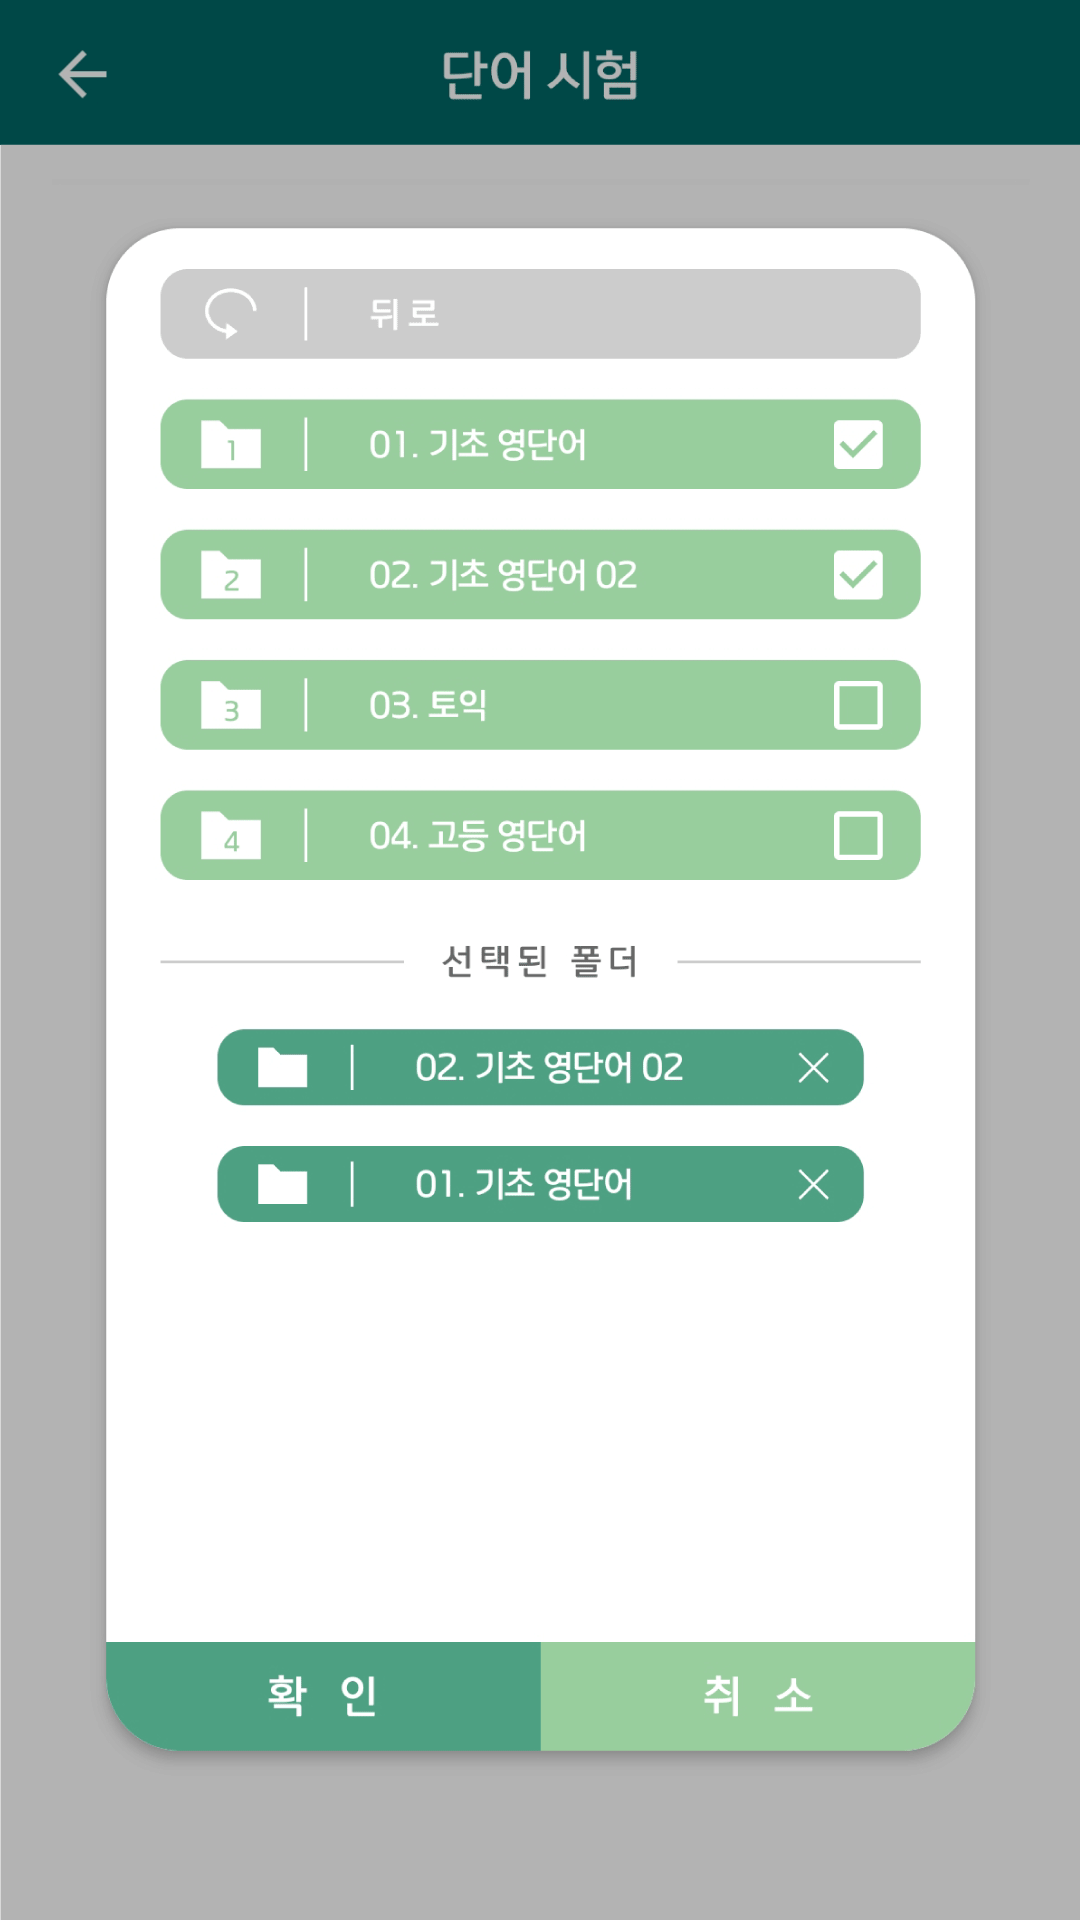 단어 시험
뒤로
1 01. 기초 영단어
2 02. 기초 영단어 02
3 03. 토익
4 04. 고등 영단어
선택된 폴더
02. 기초 영단어 02
01. 기초 영단어
확 인 취 소